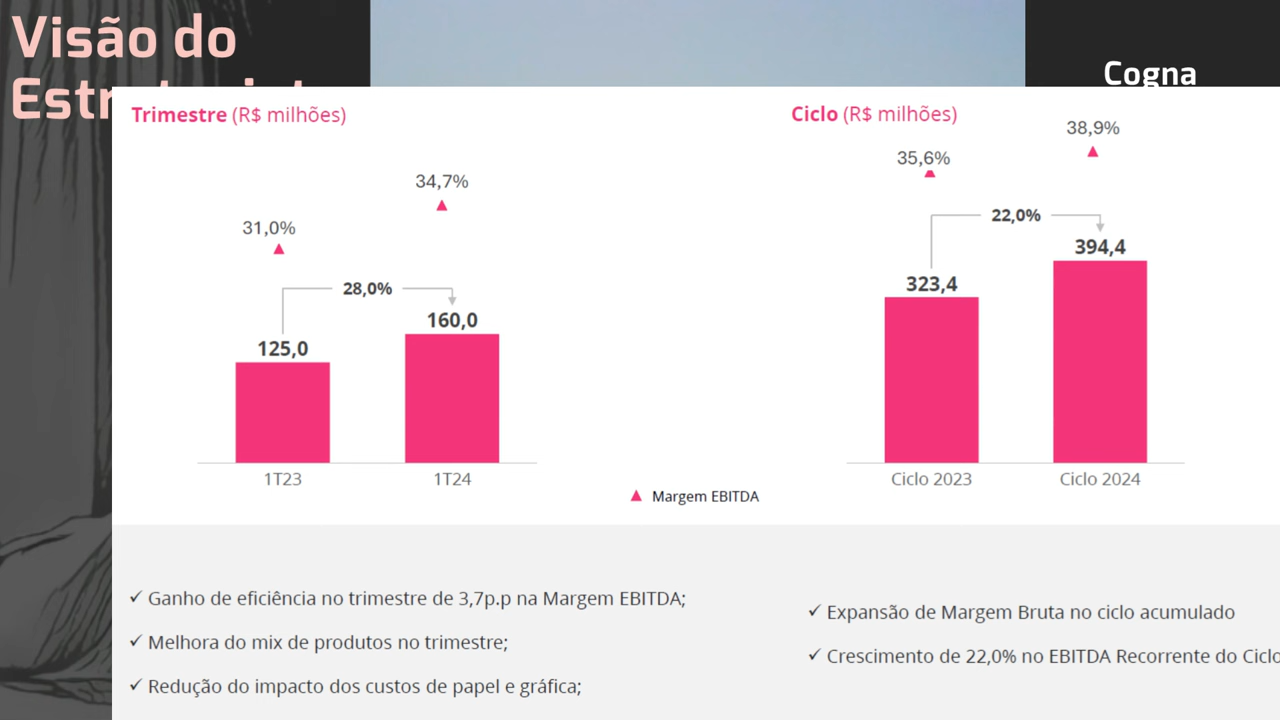 Visão do
Cogna
Trimestre (R$ milhões)
31,0%
34,7%
28,0%
125,0
160,0
1T23
1T24
Ciclo (R$ milhões)
35,6%
38,9%
22,0%
323,4
394,4
Ciclo 2023
Ciclo 2024
Margem EBITDA
✓ Ganho de eficiência no trimestre de 3,7p.p na Margem EBITDA;
✓ Melhora do mix de produtos no trimestre;
✓ Redução do impacto dos custos de papel e gráfica;
✓ Expansão de Margem Bruta no ciclo acumulado
✓ Crescimento de 22,0% no EBITDA Recorrente do Ciclo